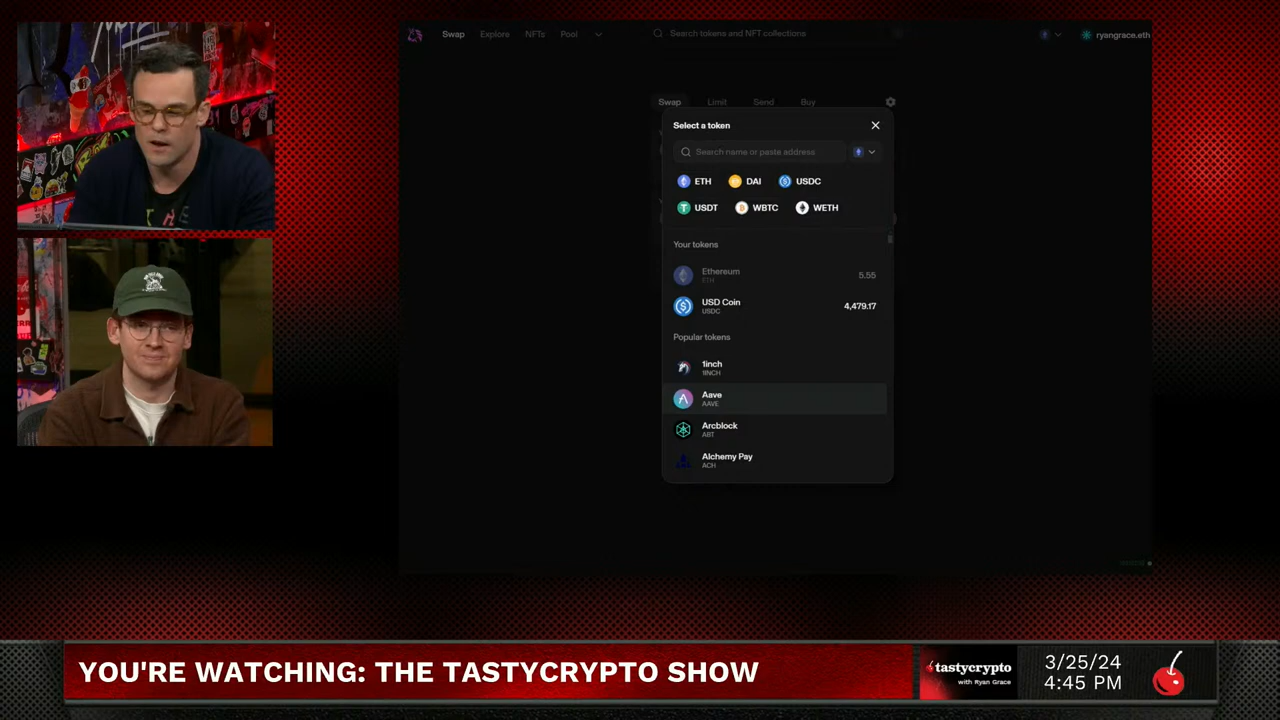 Swap Explore NFTs Pool
Search tokens and NFT collections
ryangrace.eth
Swap Limit Send Buy
Select a token
Search name or paste address
ETH DAI USDC
USDT WBTC WETH
Your tokens
Ethereum
ETH
5.55
USD Coin
USDC
4,479.17
Popular tokens
1inch
1INCH
Aave
AAVE
Arcblock
ABT
Alchemy Pay
ACH
YOU'RE WATCHING: THE TASTYCRYPTO SHOW
tastycrypto
with Ryan Grace
3/25/24
4:45 PM